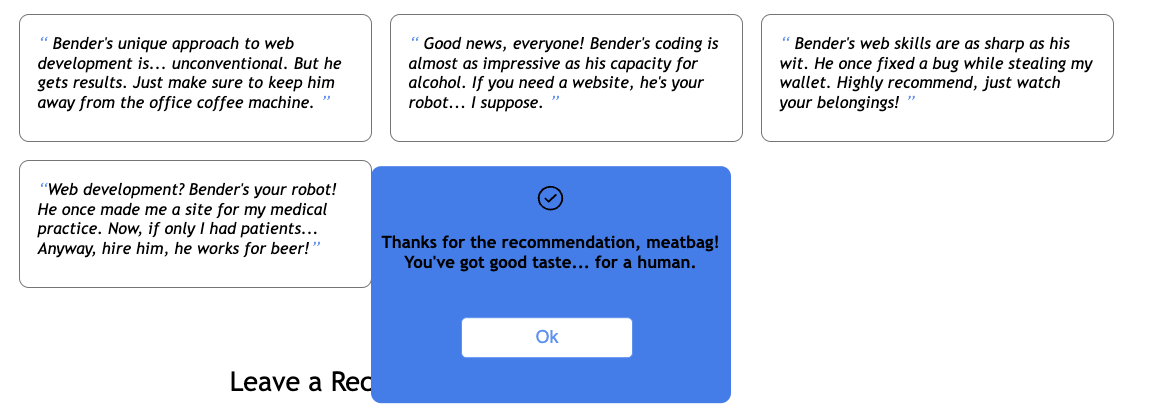 “ Bender's unique approach to web
development is... unconventional. But he
gets results. Just make sure to keep him
away from the office coffee machine. ”
“ Good news, everyone! Bender's coding is
almost as impressive as his capacity for
alcohol. If you need a website, he's your
robot... I suppose. ”
“ Bender's web skills are as sharp as his
wit. He once fixed a bug while stealing my
wallet. Highly recommend, just watch
your belongings! ”
“Web development? Bender's your robot!
He once made me a site for my medical
practice. Now, if only I had patients...
Anyway, hire him, he works for beer!”
Thanks for the recommendation, meatbag!
You've got good taste... for a human.
Ok
Leave a Rec